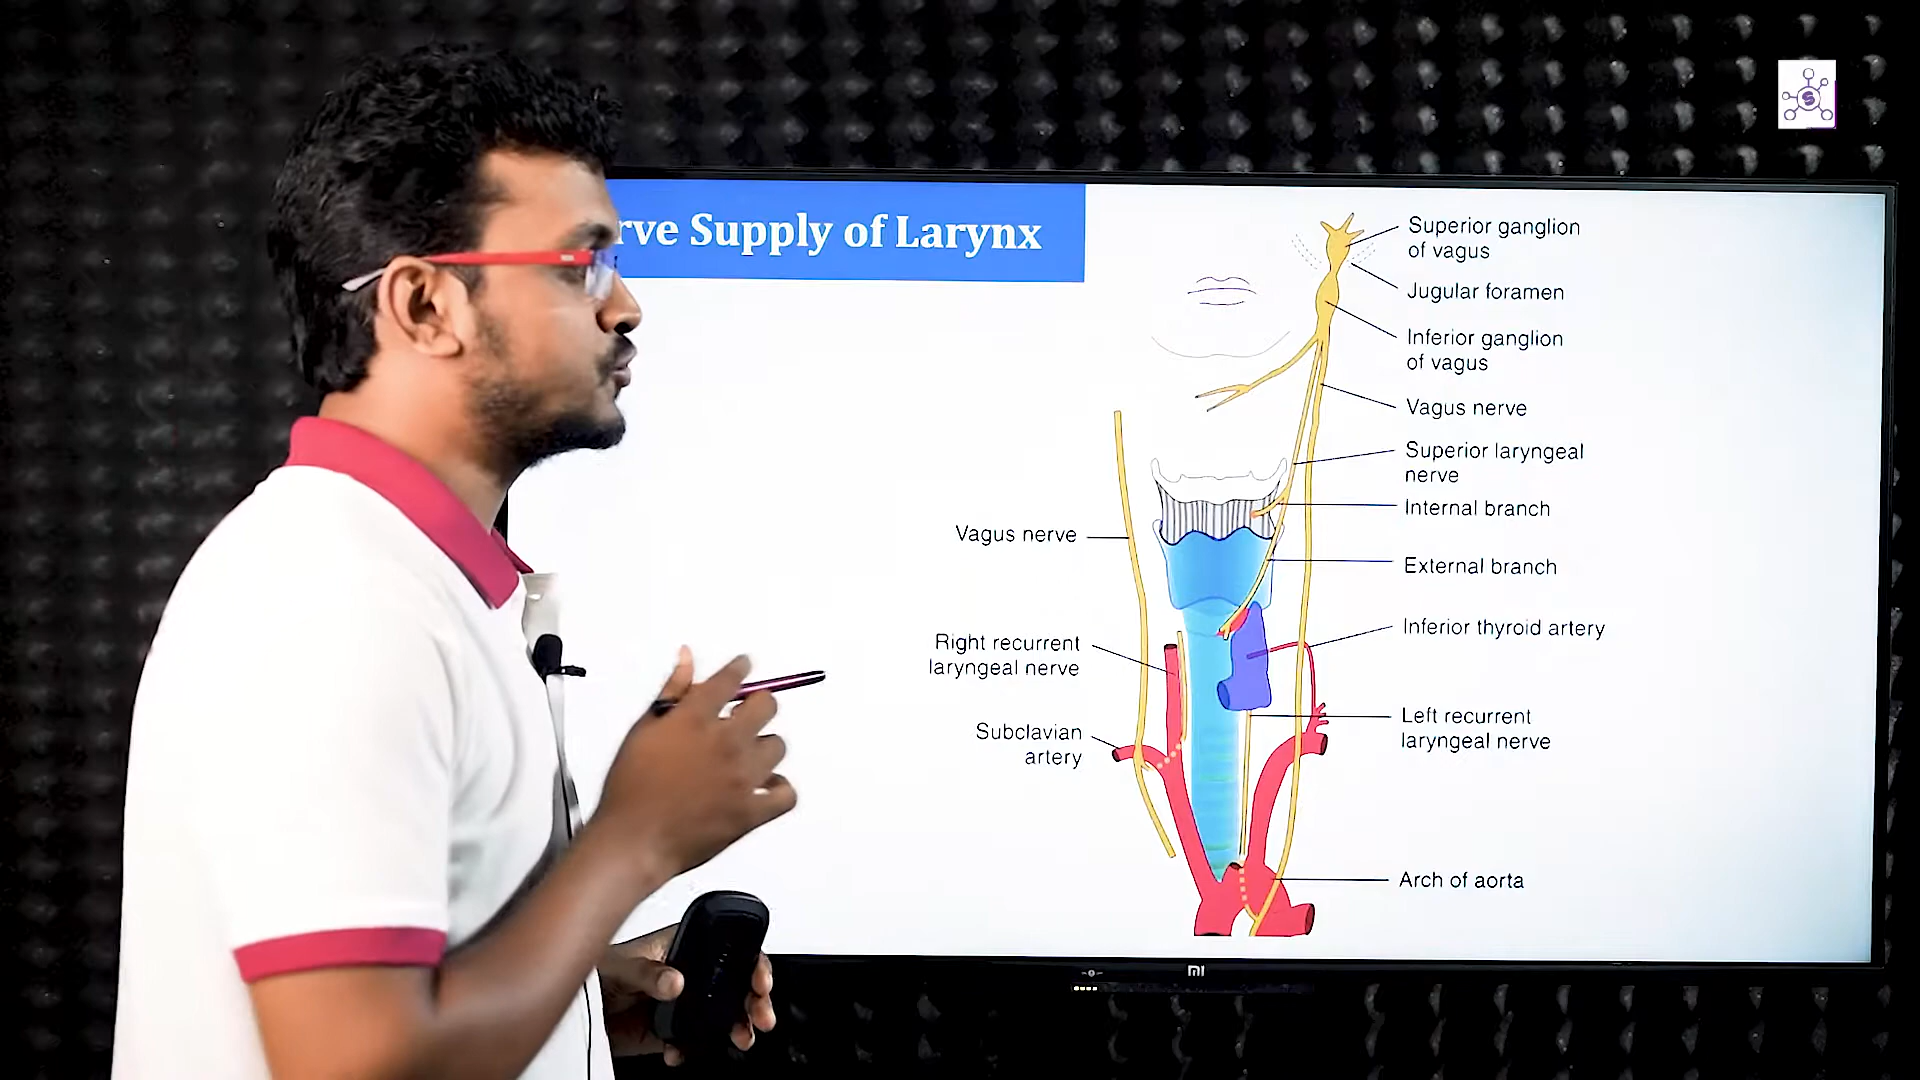 rve Supply of Larynx
Superior ganglion
of vagus
Jugular foramen
Inferior ganglion
of vagus
Vagus nerve
Superior laryngeal
nerve
Internal branch
External branch
Inferior thyroid artery
Left recurrent
laryngeal nerve
Arch of aorta
Vagus nerve
Right recurrent
laryngeal nerve
Subclavian
artery
mi
S